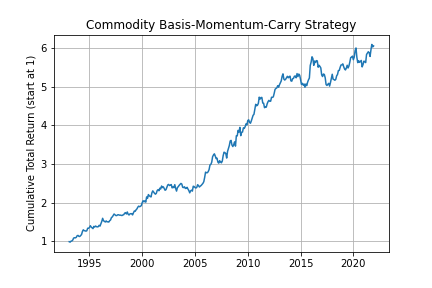 Commodity Basis-Momentum-Carry Strategy
Cumulative Total Return (start at 1)
6
5
4
3
2
1
1995 2000 2005 2010 2015 2020